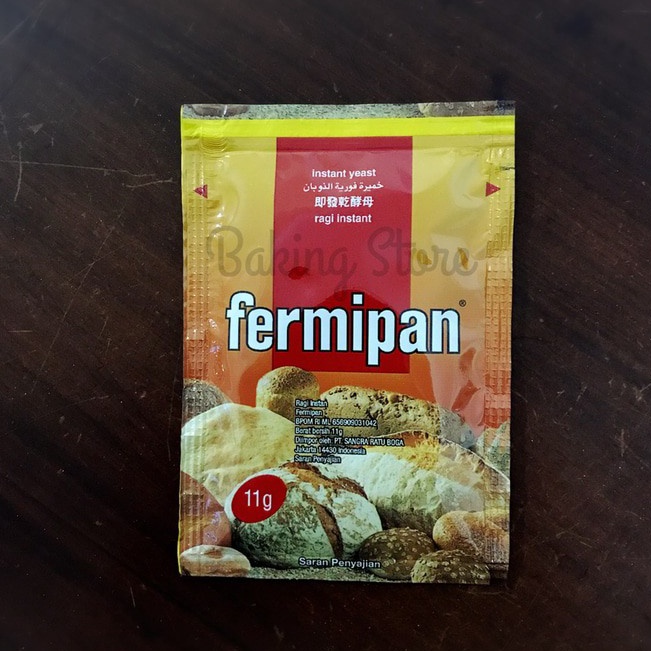 instant yeast
خميرة فورية الذوبان
即發乾酵母
ragi instant
Baking Store
fermipan®
Ragi Instan
Fermipan
BPOM RI ML 656909031042
Berat bersih 11g
Diimpor oleh PT. SANGRA RATU BOGA
Jakarta 14430 Indonesia
Saran Penyajian
11g
Saran Penyajian